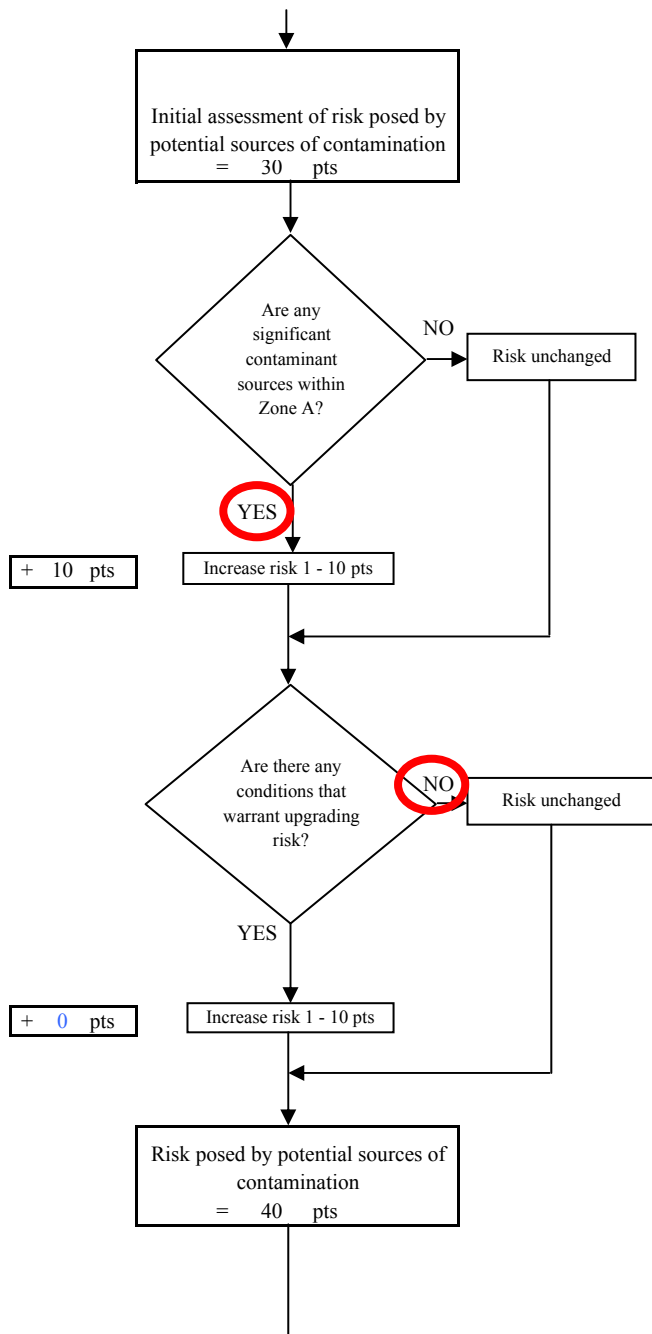 Initial assessment of risk posed by
potential sources of contamination
= 30 pts
Are any
significant
contaminant
sources within
Zone A?
NO
Risk unchanged
YES
+ 10 pts
Increase risk 1 - 10 pts
Are there any
conditions that
warrant upgrading
risk?
NO
Risk unchanged
YES
+ 0 pts
Increase risk 1 - 10 pts
Risk posed by potential sources of
contamination
= 40 pts